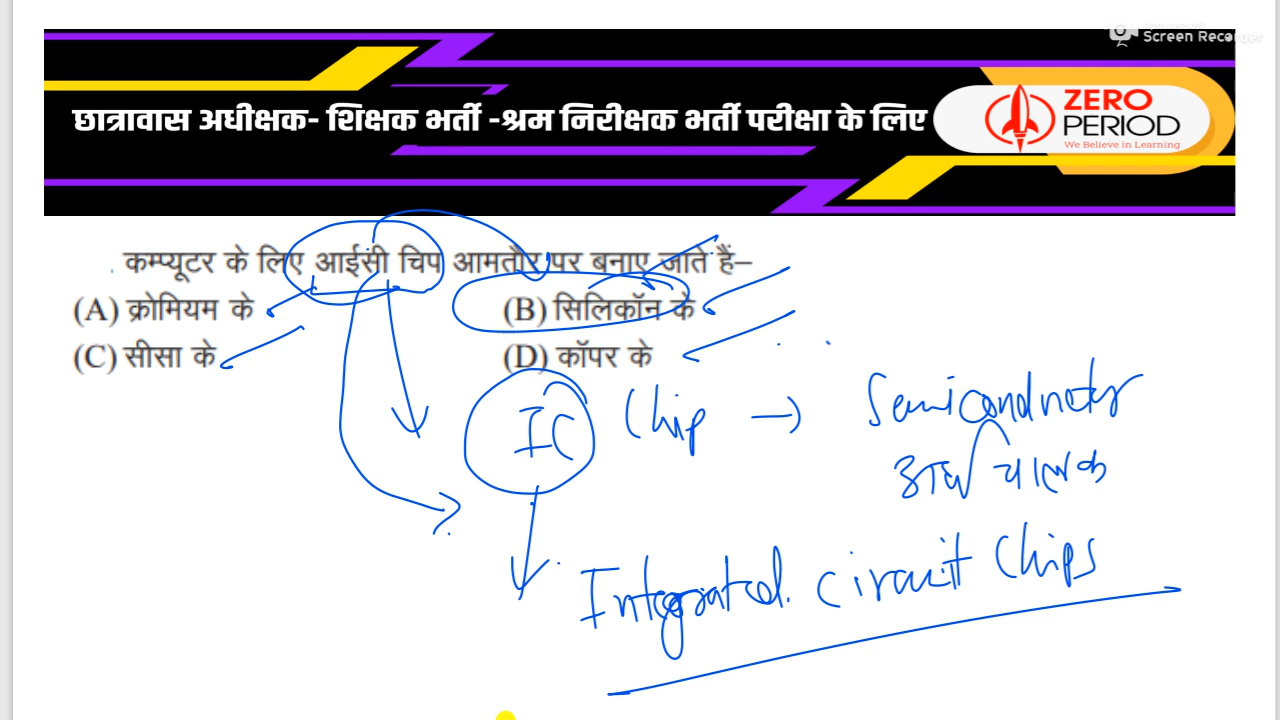 Screen Recorder
छात्रावास अधीक्षक- शिक्षक भर्ती -श्रम निरीक्षक भर्ती परीक्षा के लिए
ZERO
PERIOD
We Believe in Learning
कम्प्यूटर के लिए आईसी चिप आमतौर पर बनाए जाते हैं–
(A) क्रोमियम के (B) सिलिकॉन के
(C) सीसा के (D) कॉपर के
IC Chip → Semiconductor
अर्ध चालक
Integrated circuit Chips